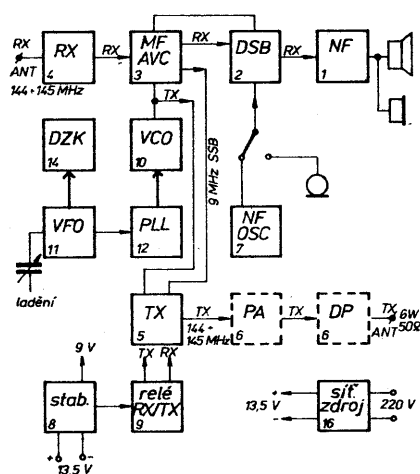 RX
ANT
144÷145 MHz
RX
4
RX
MF
AVC
3
RX
DSB
2
RX
NF
1
TX
9 MHz SSB
DZK
14
VCO
10
VFO
11
PLL
12
NF
OSC
7
ladění
TX
5
TX
144÷
145 MHz
PA
6
TX
DP
6
TX
ANT
6W
50Ω
TX
RX
9 V
stab.
8
+
-
13,5 V
relé
RX/TX
9
+
13,5 V
-
síť.
zdroj
16
220 V